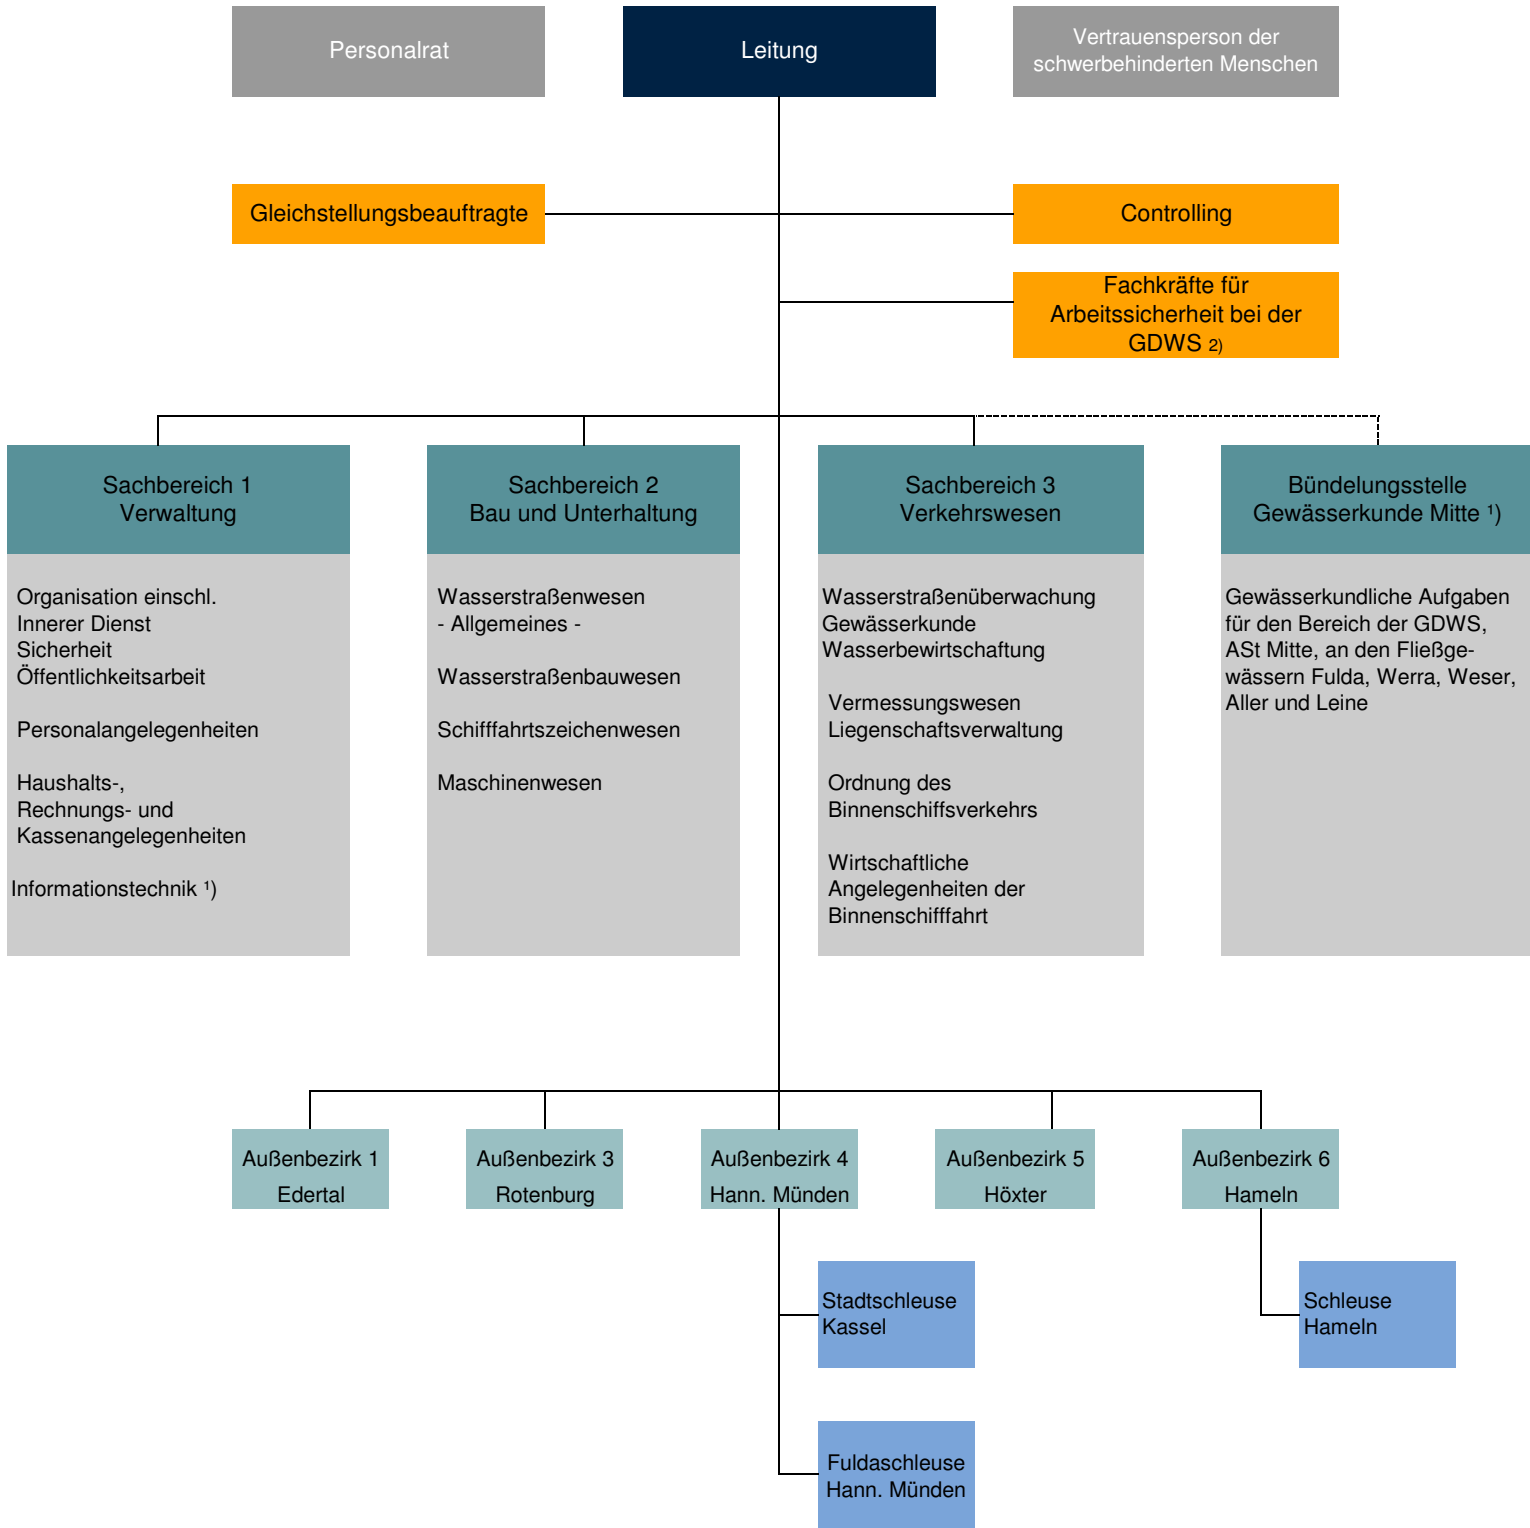 Personalrat
Leitung
Vertrauensperson der
schwerbehinderten Menschen
Gleichstellungsbeauftragte
Controlling
Fachkräfte für
Arbeitssicherheit bei der
GDWS 2)
Sachbereich 1
Verwaltung
Organisation einschl.
Innerer Dienst
Sicherheit
Öffentlichkeitsarbeit
Personalangelegenheiten
Haushalts-,
Rechnungs- und
Kassenangelegenheiten
Informationstechnik ¹)
Sachbereich 2
Bau und Unterhaltung
Wasserstraßenwesen
- Allgemeines -
Wasserstraßenbauwesen
Schifffahrtszeichenwesen
Maschinenwesen
Sachbereich 3
Verkehrswesen
Wasserstraßenüberwachung
Gewässerkunde
Wasserbewirtschaftung
Vermessungswesen
Liegenschaftsverwaltung
Ordnung des
Binnenschiffsverkehrs
Wirtschaftliche
Angelegenheiten der
Binnenschifffahrt
Bündelungsstelle
Gewässerkunde Mitte ¹)
Gewässerkundliche Aufgaben
für den Bereich der GDWS,
ASt Mitte, an den Fließge-
wässern Fulda, Werra, Weser,
Aller und Leine
Außenbezirk 1
Edertal
Außenbezirk 3
Rotenburg
Außenbezirk 4
Hann. Münden
Außenbezirk 5
Höxter
Außenbezirk 6
Hameln
Stadtschleuse
Kassel
Schleuse
Hameln
Fuldaschleuse
Hann. Münden